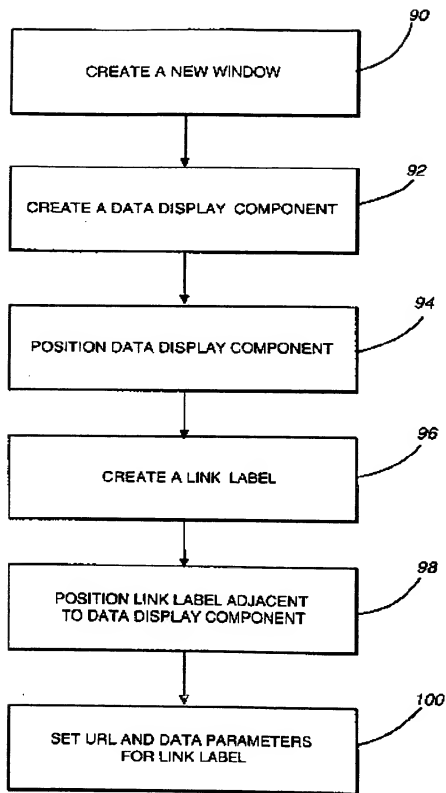 90
CREATE A NEW WINDOW
92
CREATE A DATA DISPLAY COMPONENT
94
POSITION DATA DISPLAY COMPONENT
96
CREATE A LINK LABEL
98
POSITION LINK LABEL ADJACENT
TO DATA DISPLAY COMPONENT
100
SET URL AND DATA PARAMETERS
FOR LINK LABEL